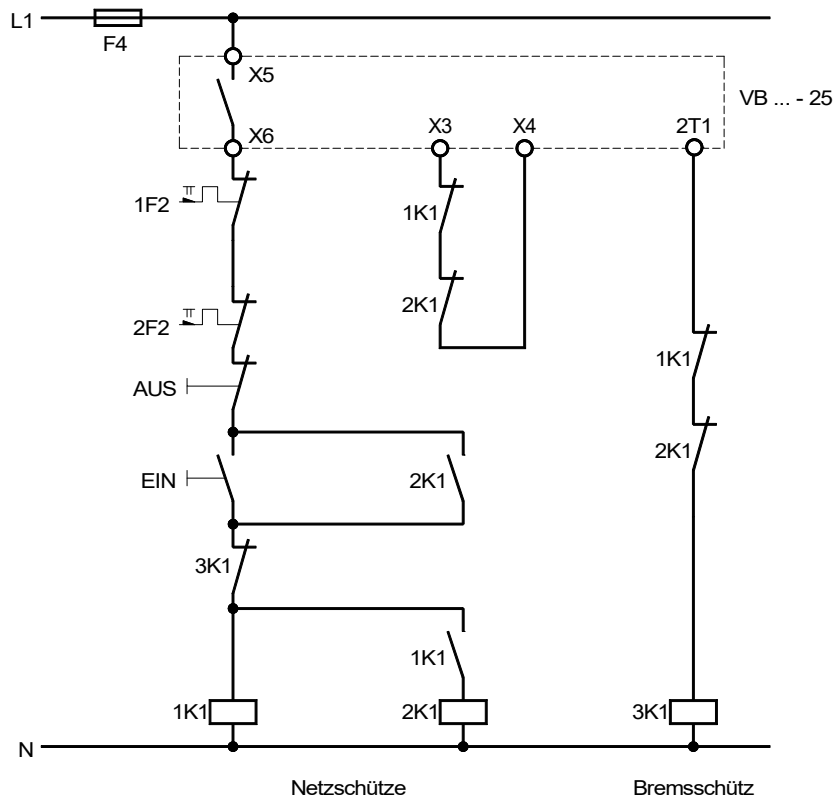 L1
F4
X5
VB ... - 25
X6
X3
X4
2T1
1F2
1K1
2K1
2F2
1K1
AUS
2K1
EIN
2K1
3K1
1K1
1K1
2K1
3K1
N
Netzschütze
Bremsschütz